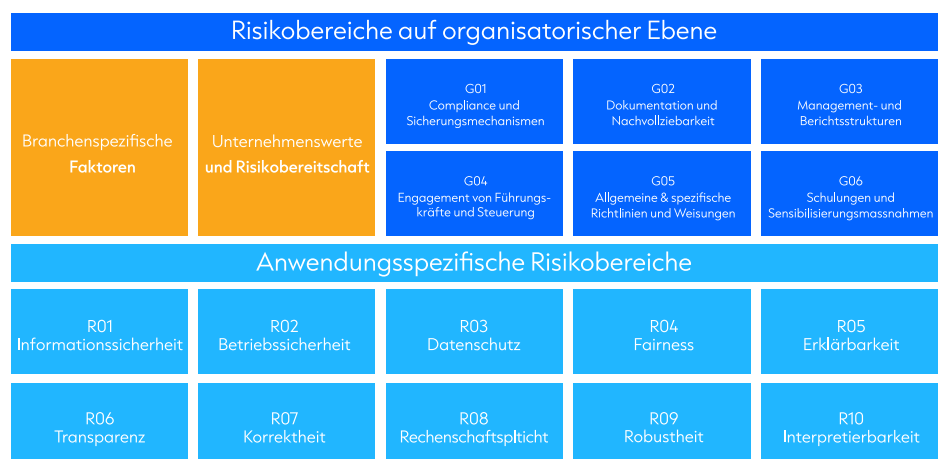 Risikobereiche auf organisatorischer Ebene
Branchenspezifische
Faktoren
Unternehmenswerte
und Risikobereitschaft
G01
Compliance und
Sicherungsmechanismen
G02
Dokumentation und
Nachvollziebarkeit
G03
Management- und
Berichtsstrukturen
G04
Engagement von Führungs-
kräfte und Steuerung
G05
Allgemeine & spezifische
Richtlinien und Weisungen
G06
Schulungen und
Sensibilisierungsmassnahmen
Anwendungsspezifische Risikobereiche
R01
Informationssicherheit
R02
Betriebssicherheit
R03
Datenschutz
R04
Fairness
R05
Erklärbarkeit
R06
Transparenz
R07
Korrektheit
R08
Rechenschaftsplticht
R09
Robustheit
R10
Interpretierbarkeit